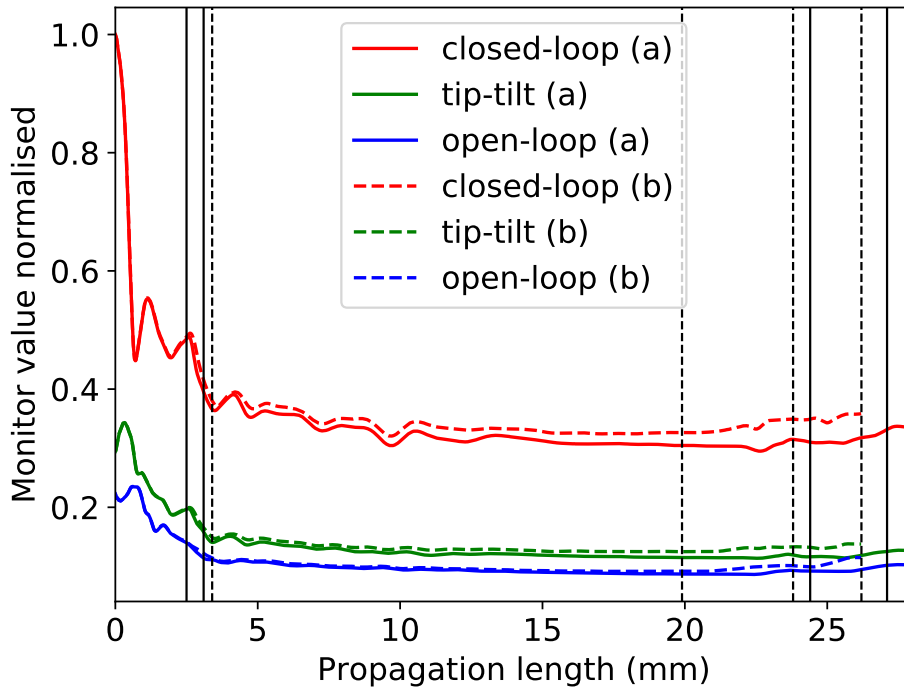 Monitor value normalised
1.0
0.8
0.6
0.4
0.2
closed-loop (a)
tip-tilt (a)
open-loop (a)
closed-loop (b)
tip-tilt (b)
open-loop (b)
0 5 10 15 20 25
Propagation length (mm)